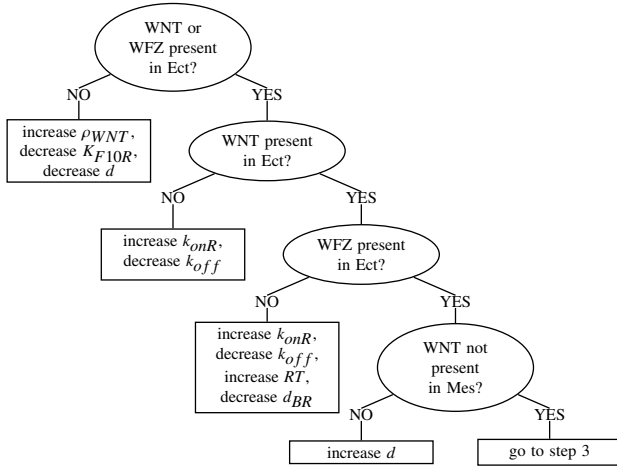 WNT or
WFZ present
in Ect?
NO
YES
increase ρWNT,
decrease KF10R,
decrease d
WNT present
in Ect?
NO
YES
increase konR,
decrease koff
WFZ present
in Ect?
NO
YES
increase konR,
decrease koff,
increase RT,
decrease dBR
WNT not
present
in Mes?
NO
YES
increase d
go to step 3